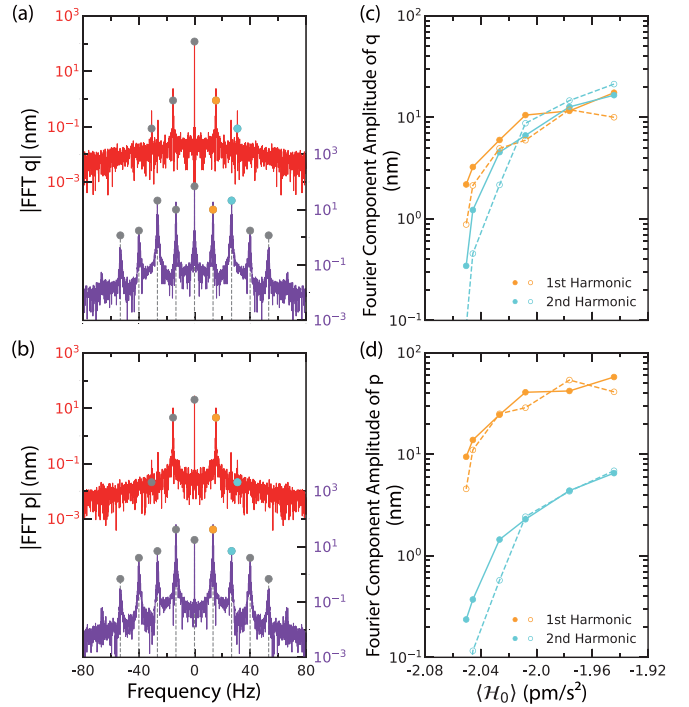 (a)
10³
10¹
10⁻¹
10⁻³
|FFT q| (nm)
10³
10¹
10⁻¹
10⁻³
(b)
10³
10¹
10⁻¹
10⁻³
|FFT p| (nm)
10³
10¹
10⁻¹
10⁻³
-80 -40 0 40 80
Frequency (Hz)
(c)
10²
10¹
10⁰
10⁻¹
Fourier Component Amplitude of q
(nm)
1st Harmonic
2nd Harmonic
(d)
10²
10¹
10⁰
10⁻¹
Fourier Component Amplitude of p
(nm)
1st Harmonic
2nd Harmonic
-2.08 -2.04 -2.0 -1.96 -1.92
⟨ℋ₀⟩ (pm/s²)